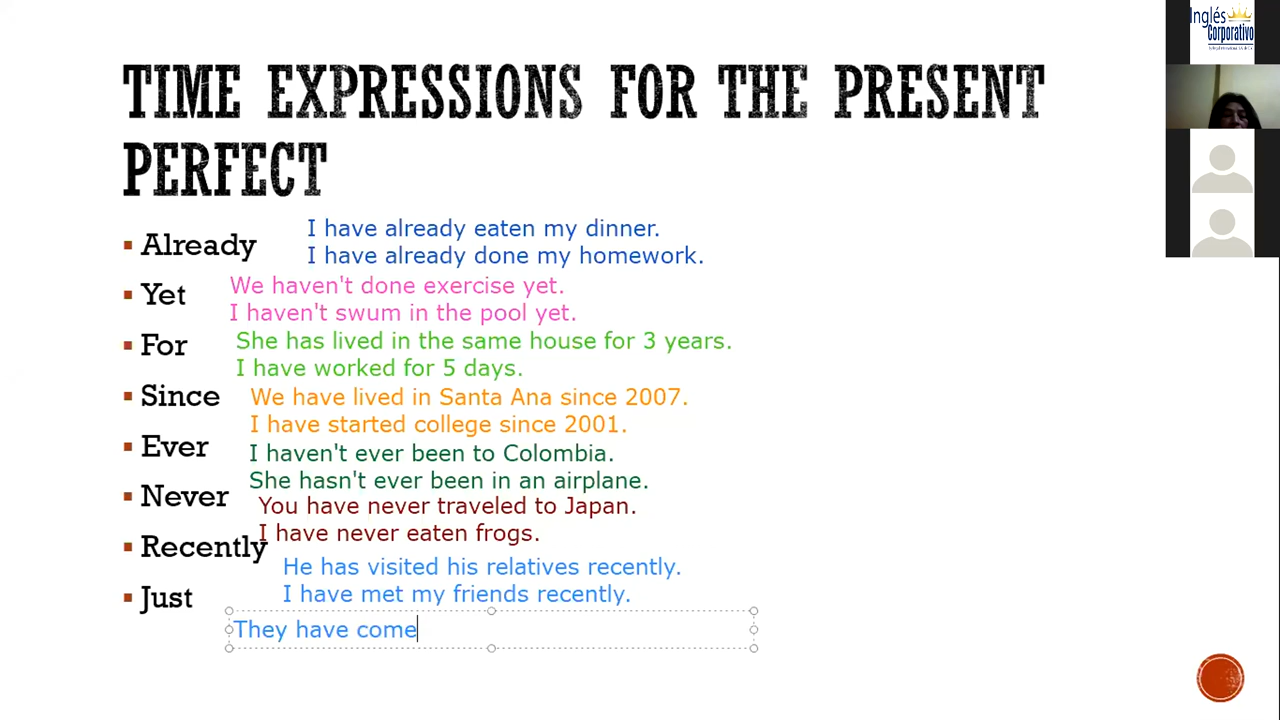 Inglés
Corporativo
TIME EXPRESSIONS FOR THE PRESENT
PERFECT
Already
I have already eaten my dinner.
I have already done my homework.
Yet
We haven't done exercise yet.
I haven't swum in the pool yet.
For
She has lived in the same house for 3 years.
I have worked for 5 days.
Since
We have lived in Santa Ana since 2007.
I have started college since 2001.
Ever
I haven't ever been to Colombia.
She hasn't ever been in an airplane.
Never
You have never traveled to Japan.
I have never eaten frogs.
Recently
He has visited his relatives recently.
I have met my friends recently.
Just
They have come